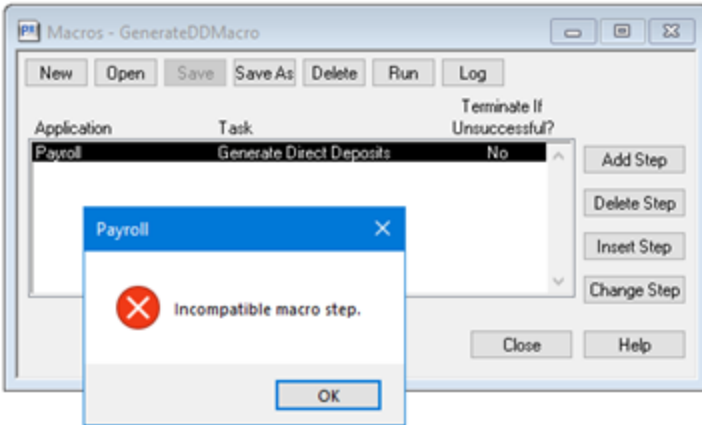 PR Macros - GenerateDDMacro
New Open Save Save As Delete Run Log
Terminate If
Application Task Unsuccessful?
Payroll Generate Direct Deposits No
Add Step
Delete Step
Payroll
Insert Step
Change Step
Incompatible macro step.
Close Help
OK